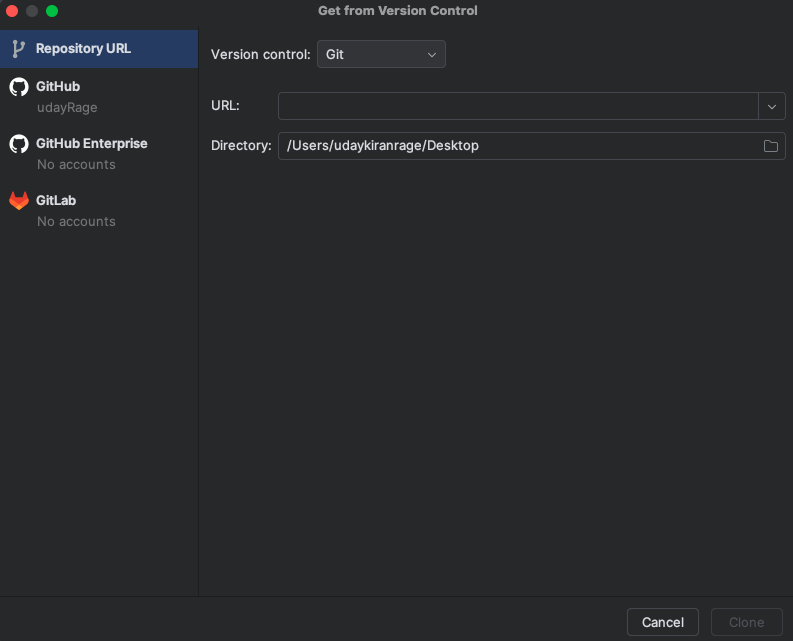 Get from Version Control
Repository URL
GitHub
udayRage
GitHub Enterprise
No accounts
GitLab
No accounts
Version control: Git
URL:
Directory: /Users/udaykiranrage/Desktop
Cancel Clone